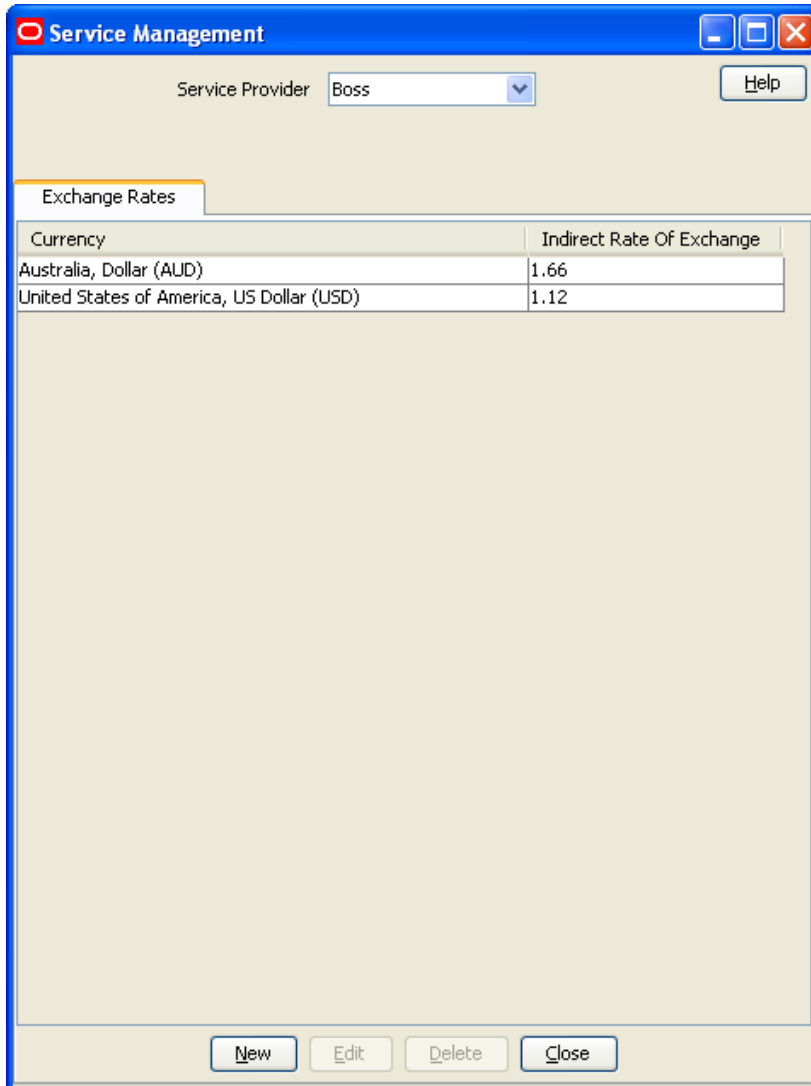 Service Management
Service Provider Boss Help
Exchange Rates
Currency Indirect Rate Of Exchange
Australia, Dollar (AUD) 1.66
United States of America, US Dollar (USD) 1.12
New Edit Delete Close